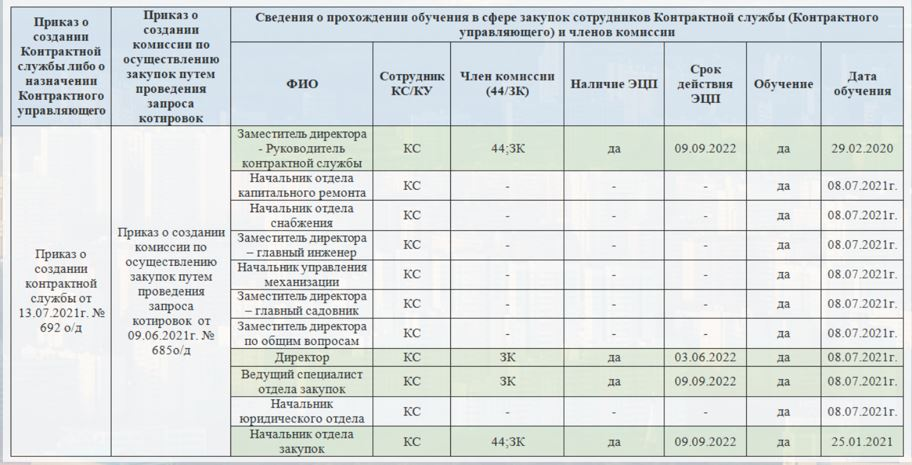 Приказ о
создании
Контрактной
службы либо о
назначении
Контрактного
управляющего
Приказ о
создании
комиссии по
осуществлению
закупок путем
проведения
запроса
котировок
Сведения о прохождении обучения в сфере закупок сотрудников Контрактной службы (Контрактного
управляющего) и членов комиссии
ФИО
Сотрудник
КС/КУ
Член комиссии
(44/ЗК)
Наличие ЭЦП
Срок
действия
ЭЦП
Обучение
Дата
обучения
Приказ о
создании
контрактной
службы от
13.07.2021г. №
692 о/д
Приказ о создании
комиссии по
осуществлению
закупок путем
проведения
запроса
котировок от
09.06.2021г. №
685о/д
Заместитель директора
- Руководитель
контрактной службы
КС 44;ЗК да 09.09.2022 да 29.02.2020
Начальник отдела
капитального ремонта
КС - - - да 08.07.2021г.
Начальник отдела
снабжения
КС - - - да 08.07.2021г.
Заместитель директора
– главный инженер
КС - - - да 08.07.2021г.
Начальник управления
механизации
КС - - - да 08.07.2021г.
Заместитель директора
– главный садовник
КС - - - да 08.07.2021г.
Заместитель директора
по общим вопросам
КС - - - да 08.07.2021г.
Директор КС ЗК да 03.06.2022 да 08.07.2021г.
Ведущий специалист
отдела закупок
КС ЗК да 09.09.2022 да 08.07.2021г.
Начальник
юридического отдела
КС - - - да 08.07.2021г.
Начальник отдела
закупок
КС 44;ЗК да 09.09.2022 да 25.01.2021